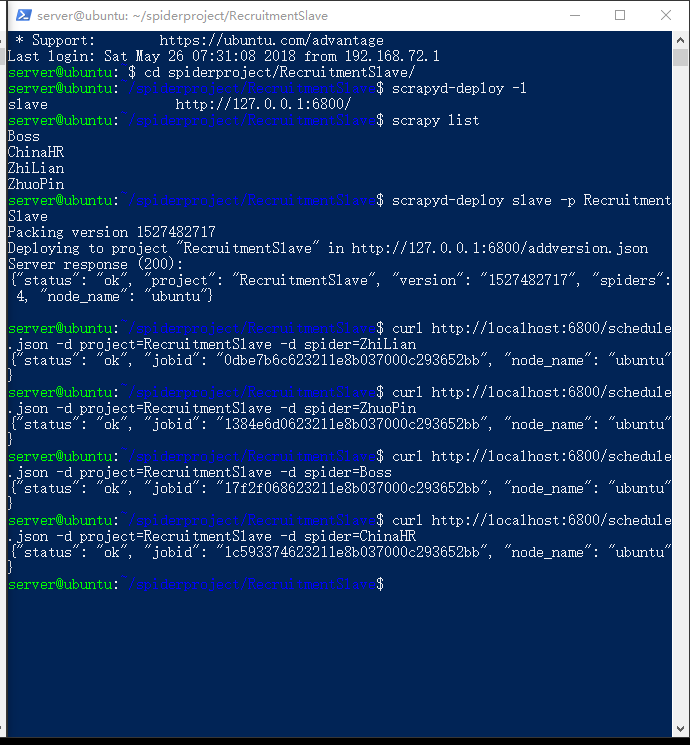 server@ubuntu: ~/spiderproject/RecruitmentSlave
* Support:        https://ubuntu.com/advantage
Last login: Sat May 26 07:31:08 2018 from 192.168.72.1
server@ubuntu:~$ cd spiderproject/RecruitmentSlave/
server@ubuntu:~/spiderproject/RecruitmentSlave$ scrapyd-deploy -l
slave                http://127.0.0.1:6800/
server@ubuntu:~/spiderproject/RecruitmentSlave$ scrapy list
Boss
ChinaHR
ZhiLian
ZhuoPin
server@ubuntu:~/spiderproject/RecruitmentSlave$ scrapyd-deploy slave -p Recruitment
Slave
Packing version 1527482717
Deploying to project "RecruitmentSlave" in http://127.0.0.1:6800/addversion.json
Server response (200):
{"status": "ok", "project": "RecruitmentSlave", "version": "1527482717", "spiders":
4, "node_name": "ubuntu"}
server@ubuntu:~/spiderproject/RecruitmentSlave$ curl http://localhost:6800/schedule
.json -d project=RecruitmentSlave -d spider=ZhiLian
{"status": "ok", "jobid": "0dbe7b6c623211e8b037000c293652bb", "node_name": "ubuntu"
}
server@ubuntu:~/spiderproject/RecruitmentSlave$ curl http://localhost:6800/schedule
.json -d project=RecruitmentSlave -d spider=ZhuoPin
{"status": "ok", "jobid": "1384e6d0623211e8b037000c293652bb", "node_name": "ubuntu"
}
server@ubuntu:~/spiderproject/RecruitmentSlave$ curl http://localhost:6800/schedule
.json -d project=RecruitmentSlave -d spider=Boss
{"status": "ok", "jobid": "17f2f068623211e8b037000c293652bb", "node_name": "ubuntu"
}
server@ubuntu:~/spiderproject/RecruitmentSlave$ curl http://localhost:6800/schedule
.json -d project=RecruitmentSlave -d spider=ChinaHR
{"status": "ok", "jobid": "1c593374623211e8b037000c293652bb", "node_name": "ubuntu"
}
server@ubuntu:~/spiderproject/RecruitmentSlave$